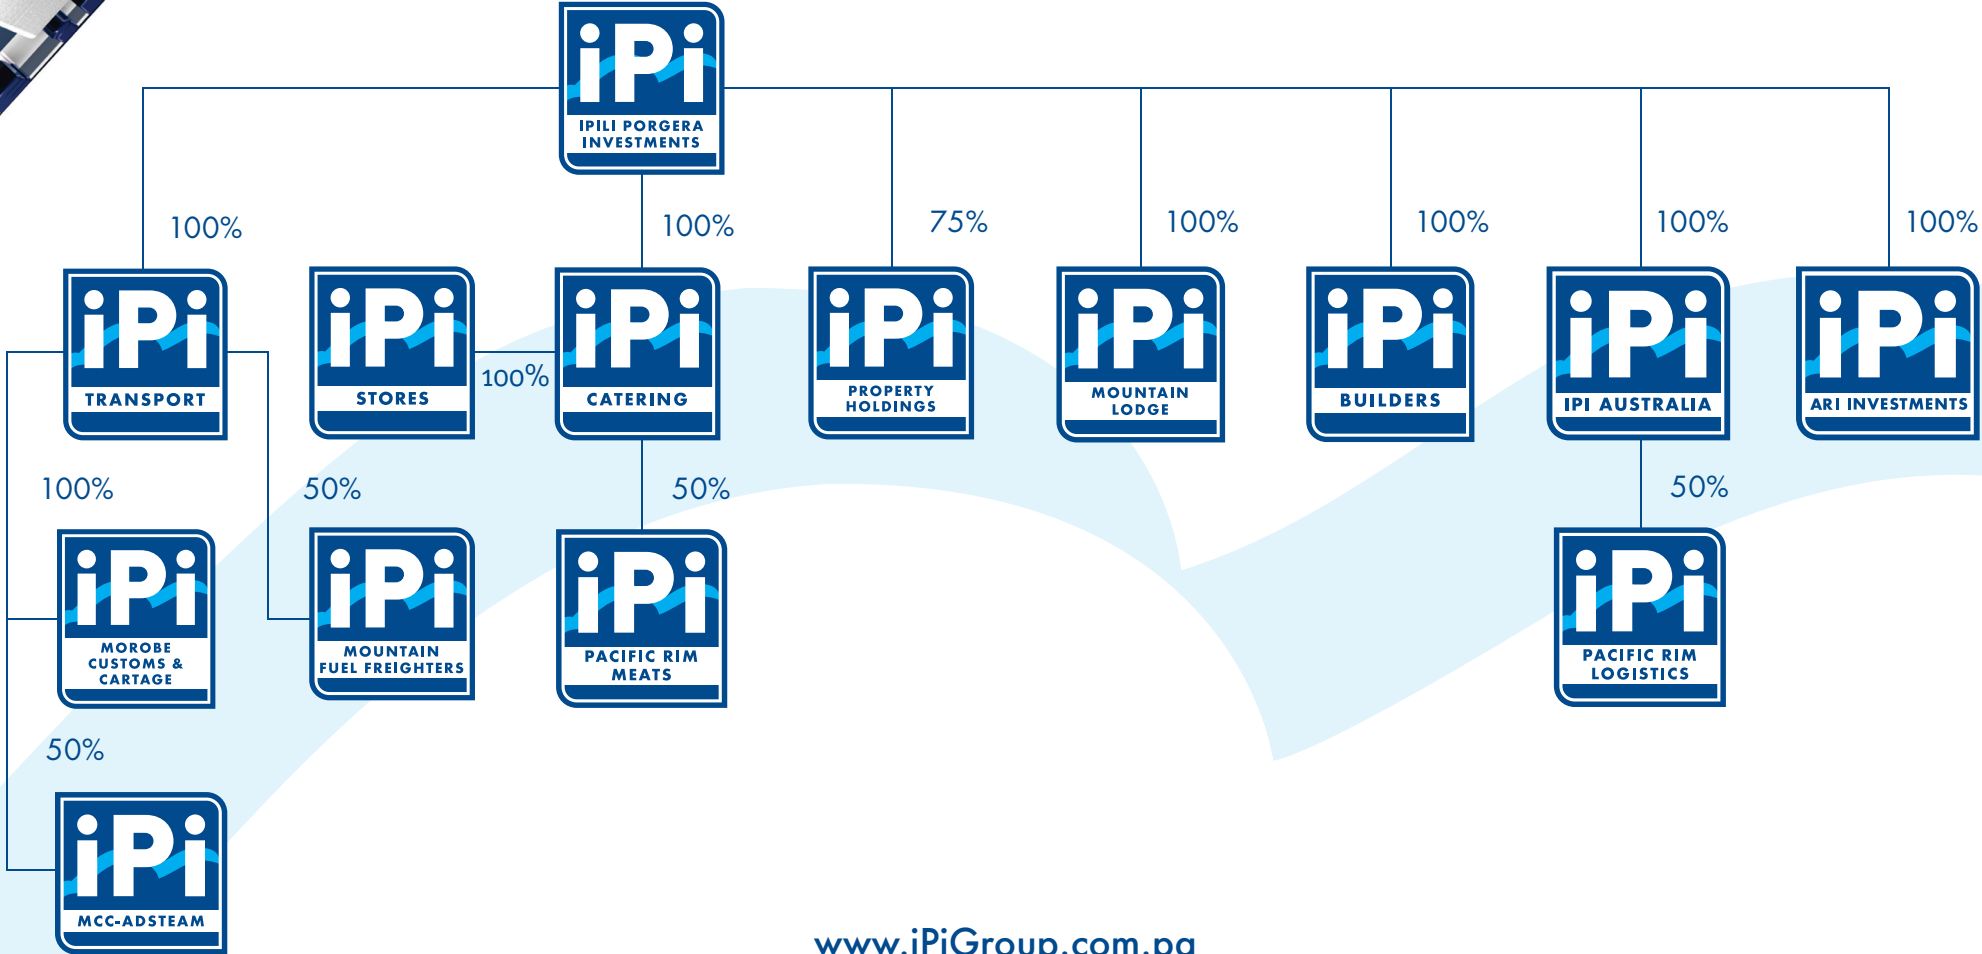 iPi
IPILI PORGERA
INVESTMENTS
100%
100%
75%
100%
100%
100%
100%
iPi
TRANSPORT
iPi
STORES
100%
iPi
CATERING
iPi
PROPERTY
HOLDINGS
iPi
MOUNTAIN
LODGE
iPi
BUILDERS
iPi
IPI AUSTRALIA
iPi
ARI INVESTMENTS
100%
50%
50%
50%
iPi
MOROBE
CUSTOMS &
CARTAGE
iPi
MOUNTAIN
FUEL FREIGHTERS
iPi
PACIFIC RIM
MEATS
iPi
PACIFIC RIM
LOGISTICS
50%
iPi
MCC-ADSTEAM
www.iPiGroup.com.pg